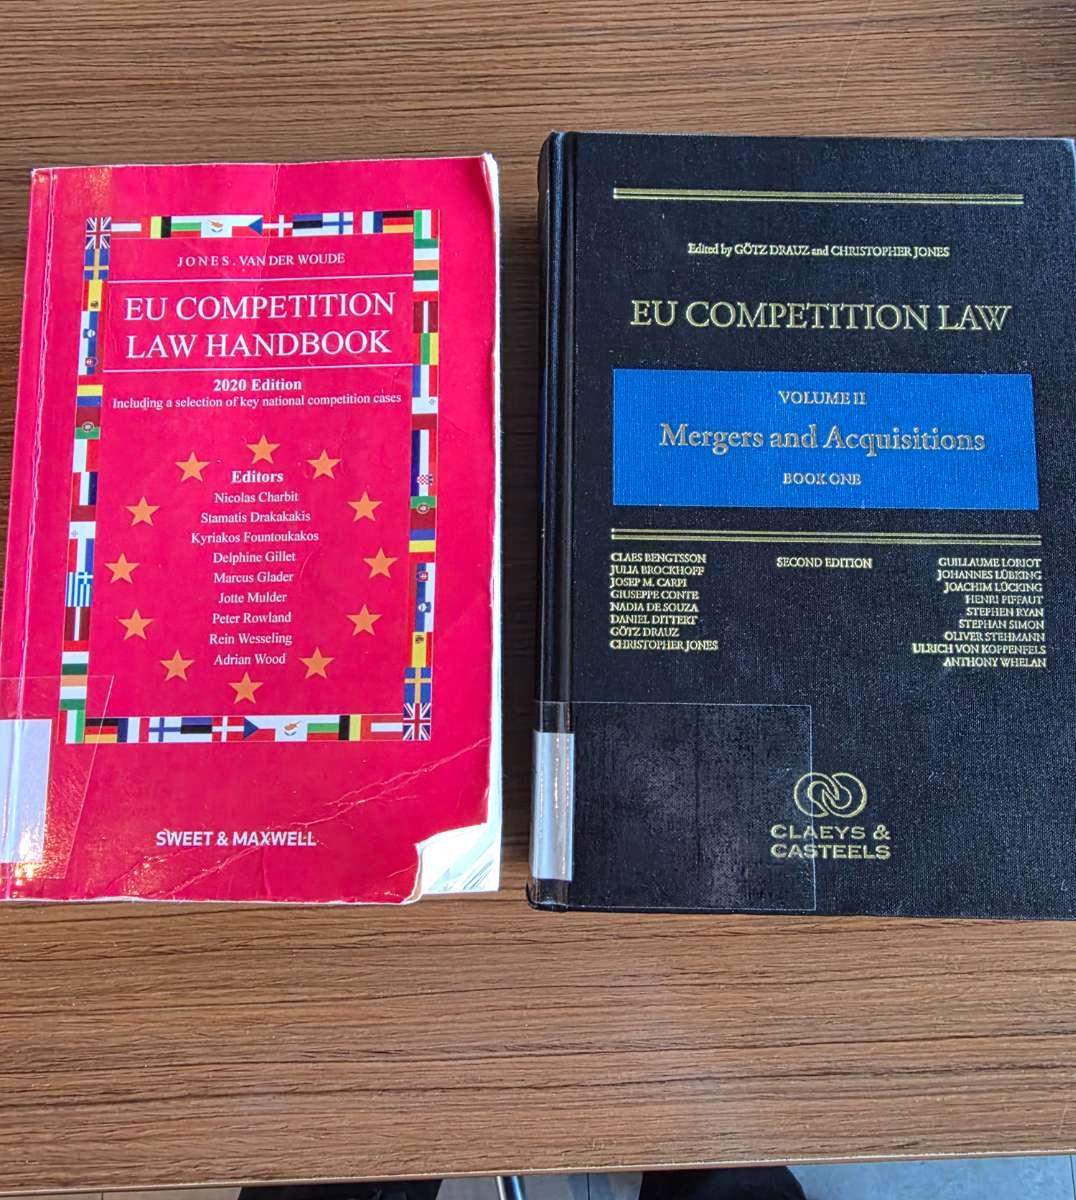 JONES . VAN DER WOUDE
EU COMPETITION
LAW HANDBOOK
2020 Edition
Including a selection of key national competition cases
Editors
Nicolas Charbit
Stamatis Drakakakis
Kyriakos Fountoukakos
Delphine Gillet
Marcus Glader
Jotte Mulder
Peter Rowland
Rein Wesseling
Adrian Wood
SWEET & MAXWELL
Edited by GÖTZ DRAUZ and CHRISTOPHER JONES
EU COMPETITION LAW
VOLUME II
Mergers and Acquisitions
BOOK ONE
CLAES BENGTSSON
JULIA BROCKHOFF
JOSEP M. CARPI
GIUSEPPE CONTE
NADIA DE SOUZA
DANIEL DITTERT
GÖTZ DRAUZ
CHRISTOPHER JONES
SECOND EDITION
GUILLAUME LORIOT
JOHANNES LÜBKING
JOACHIM LÜCKING
HENRI PIFFAUT
STEPHEN RYAN
STEPHAN SIMON
OLIVER STEHMANN
ULRICH VON KOPPENFELS
ANTHONY WHELAN
CLAEYS &
CASTEELS